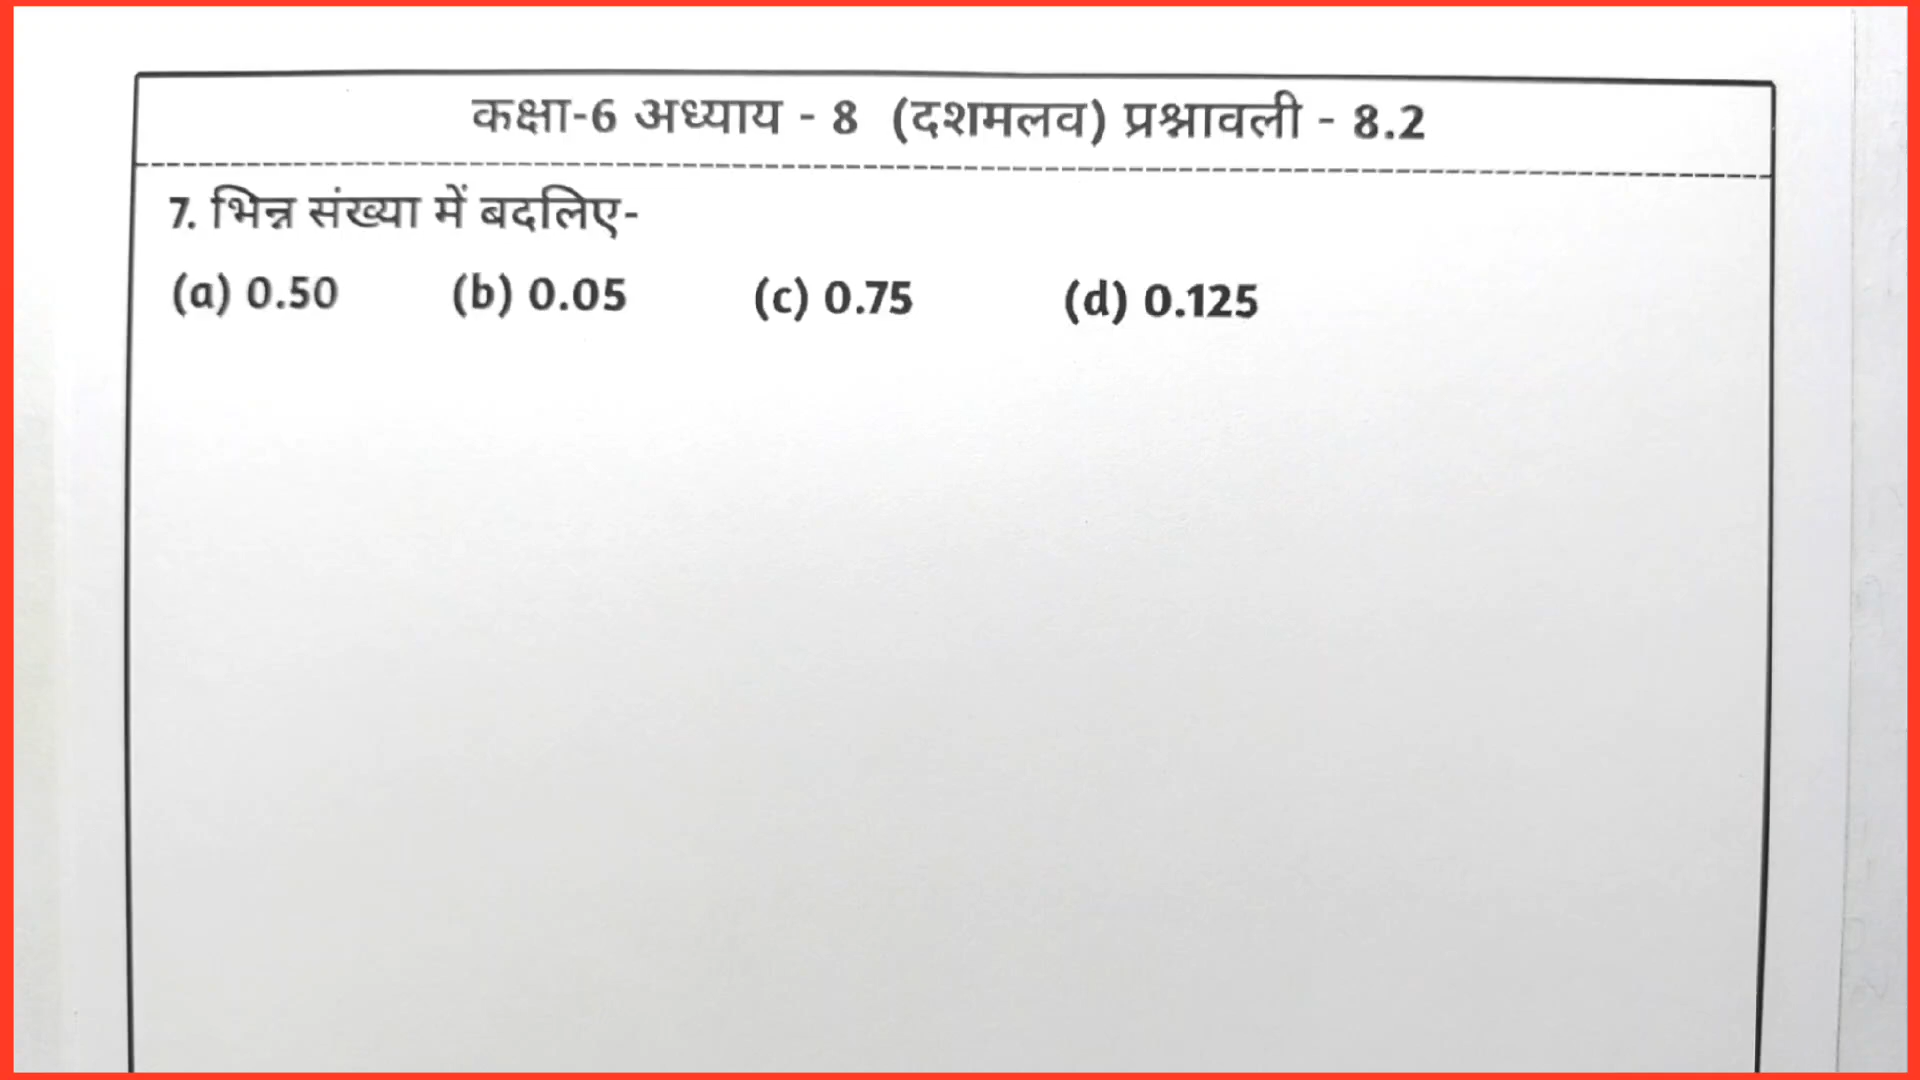 कक्षा-6 अध्याय - 8 (दशमलव) प्रश्नावली - 8.2
7. भिन्न संख्या में बदलिए-
(a) 0.50 (b) 0.05 (c) 0.75 (d) 0.125